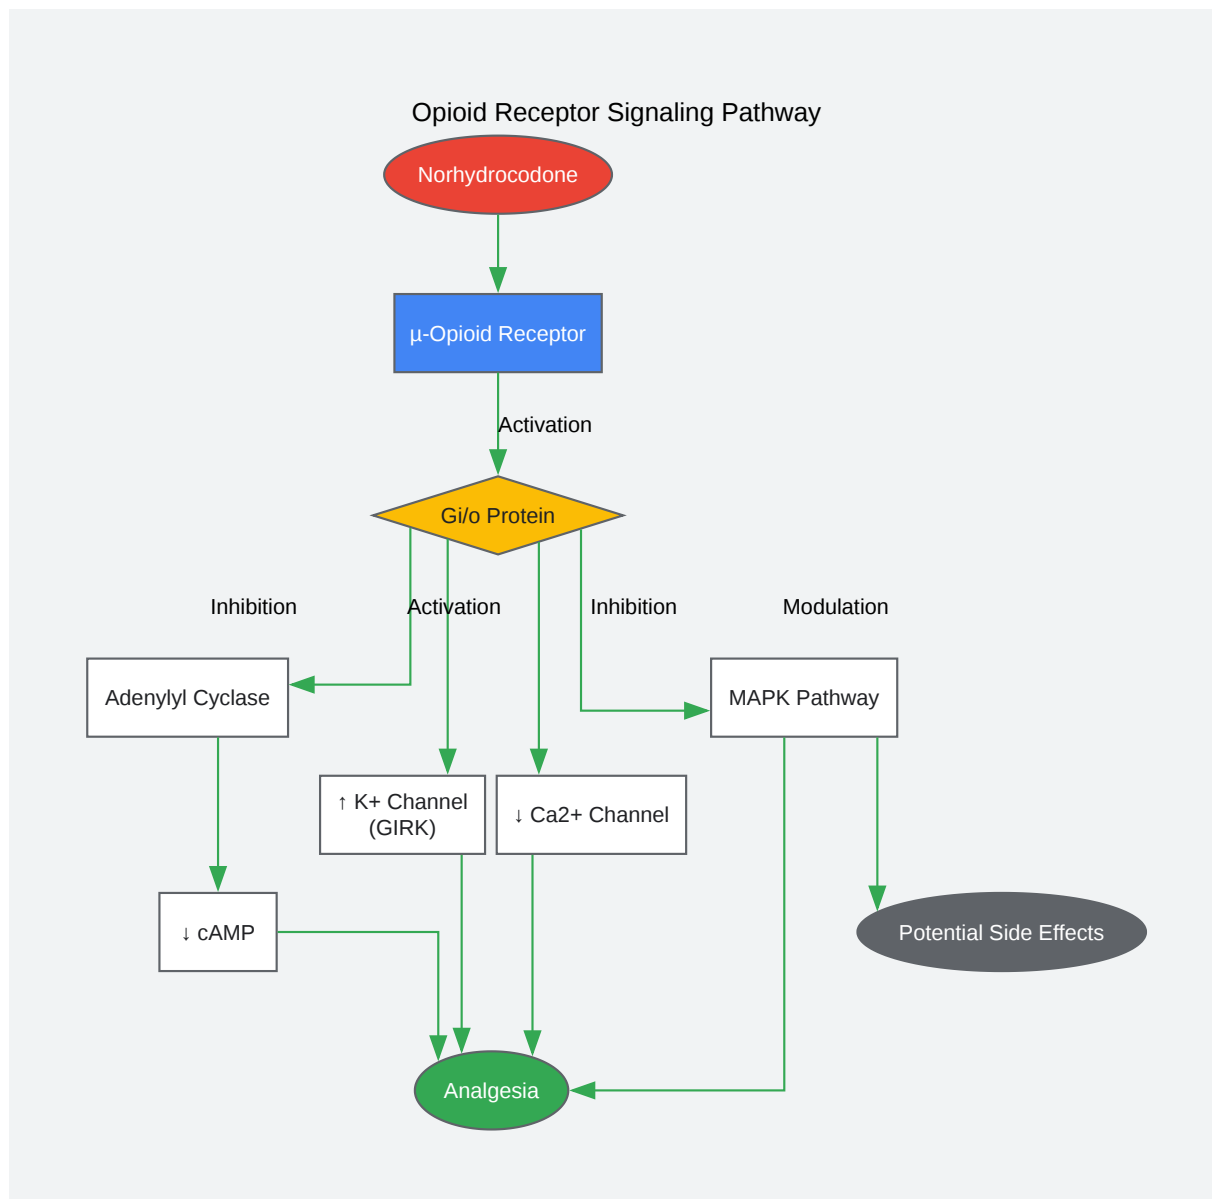 Opioid Receptor Signaling Pathway
Norhydrocodone
µ-Opioid Receptor
Activation
Gi/o Protein
Inhibition
Activation
Inhibition
Modulation
Adenylyl Cyclase
MAPK Pathway
↑ K+ Channel
(GIRK)
↓ Ca2+ Channel
↓ cAMP
Potential Side Effects
Analgesia